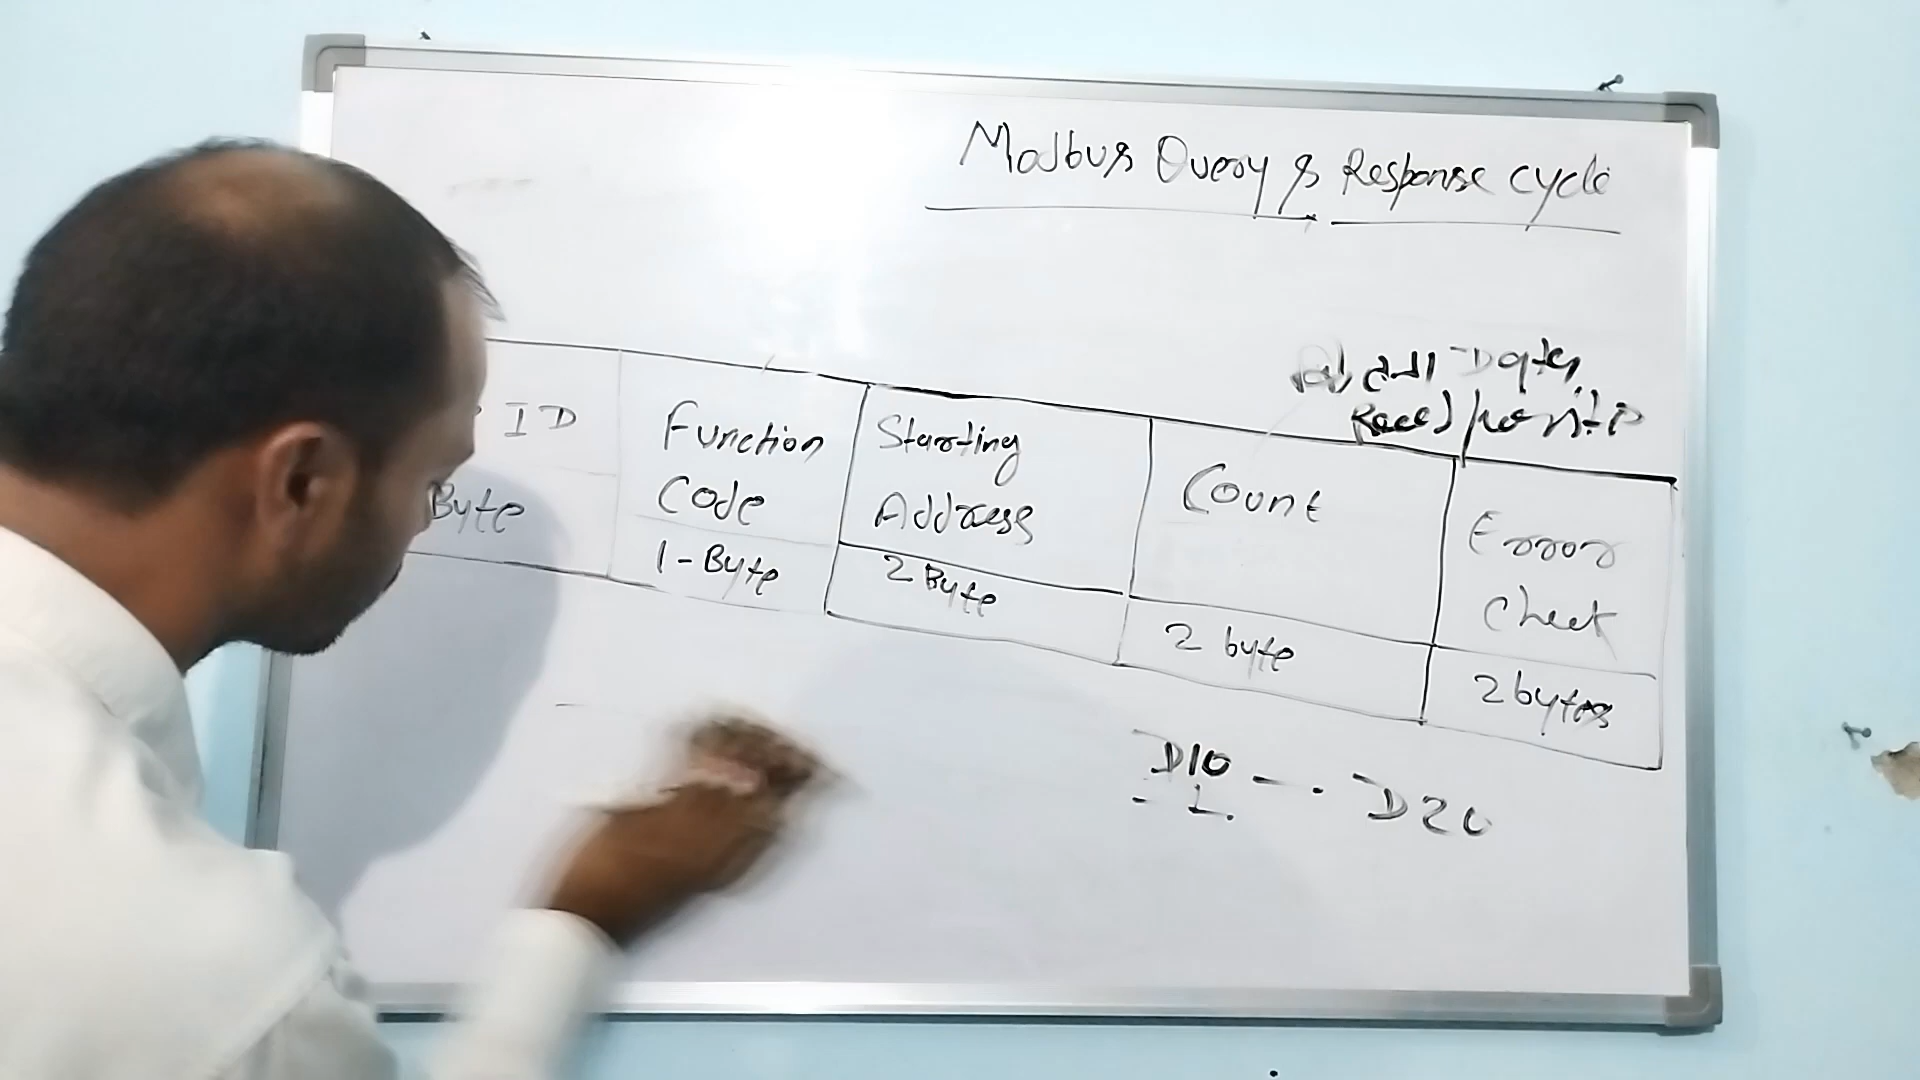 Modbus Query & Response cycle
Data
Read/write
ID
Byte
Function
Code
1-Byte
Starting
Address
2 Byte
Count
2 byte
Error
Check
2 bytes
D10 - . D20